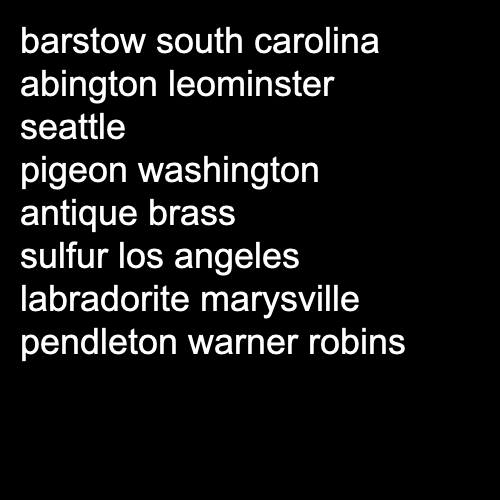 barstow south carolina
abington leominster
seattle
pigeon washington
antique brass
sulfur los angeles
labradorite marysville
pendleton warner robins